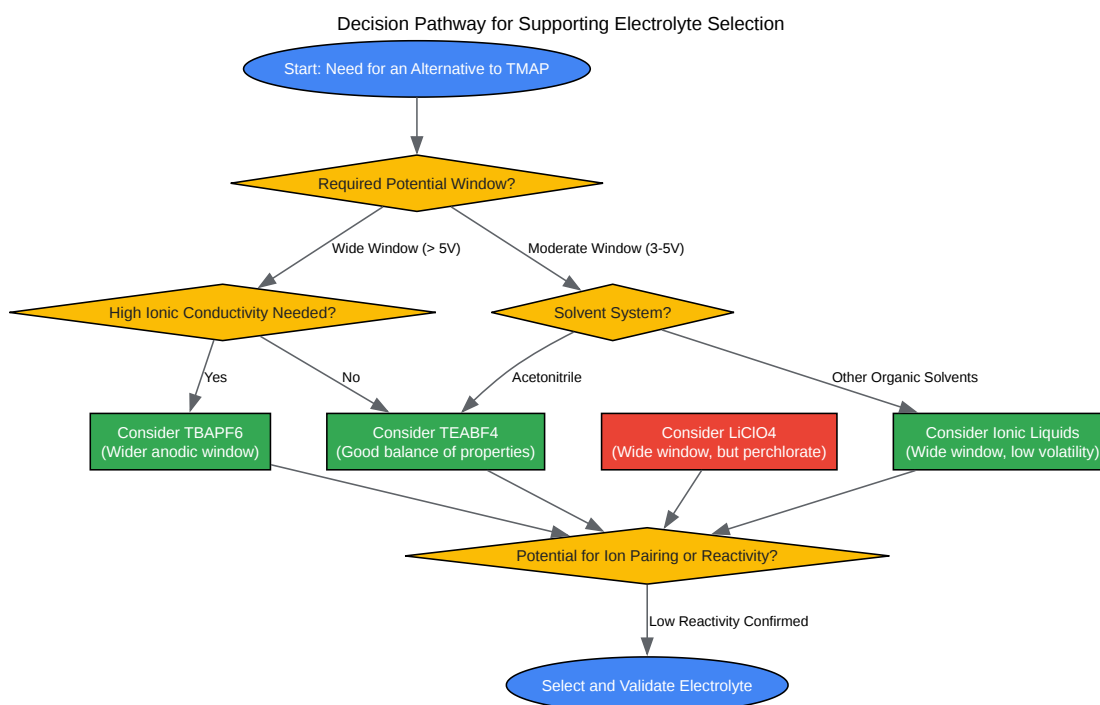 Decision Pathway for Supporting Electrolyte Selection
Start: Need for an Alternative to TMAP
Required Potential Window?
Wide Window (> 5V)
Moderate Window (3-5V)
High Ionic Conductivity Needed?
Solvent System?
Yes
No
Acetonitrile
Other Organic Solvents
Consider TBAPF6
(Wider anodic window)
Consider TEABF4
(Good balance of properties)
Consider LiClO4
(Wide window, but perchlorate)
Consider Ionic Liquids
(Wide window, low volatility)
Potential for Ion Pairing or Reactivity?
Low Reactivity Confirmed
Select and Validate Electrolyte